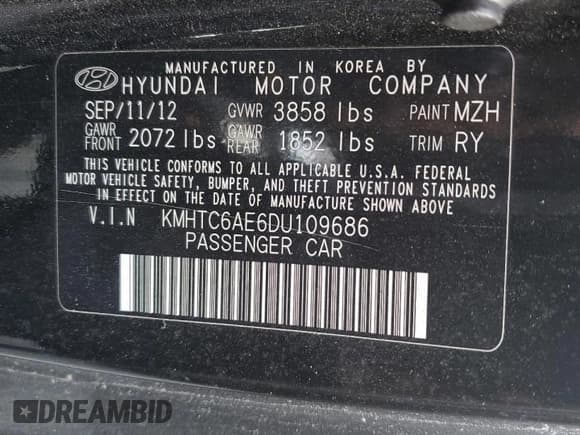 MANUFACTURED IN KOREA BY
HYUNDAI MOTOR COMPANY
SEP/11/12 GVWR 3858 lbs PAINT MZH
GAWR FRONT 2072 lbs GAWR REAR 1852 lbs TRIM RY
THIS VEHICLE CONFORMS TO ALL APPLICABLE U.S.A. FEDERAL
MOTOR VEHICLE SAFETY, BUMPER, AND THEFT PREVENTION STANDARDS
IN EFFECT ON THE DATE OF MANUFACTURE SHOWN ABOVE
V.I.N KMHTC6AE6DU109686
PASSENGER CAR
DREAMBID